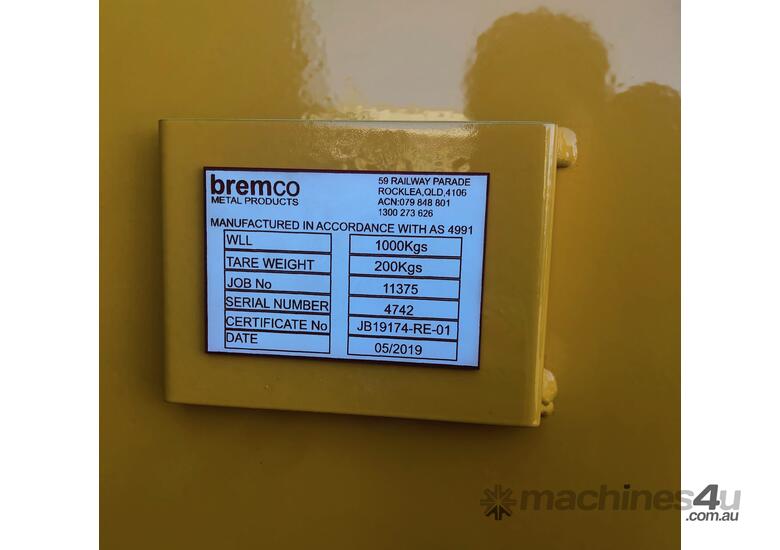 bremco
METAL PRODUCTS
59 RAILWAY PARADE
ROCKLEA,QLD,4106
ACN:079 848 801
1300 273 626
MANUFACTURED IN ACCORDANCE WITH AS 4991
WLL 1000Kgs
TARE WEIGHT 200Kgs
JOB No 11375
SERIAL NUMBER 4742
CERTIFICATE No JB19174-RE-01
DATE 05/2019
machines4u
.com.au